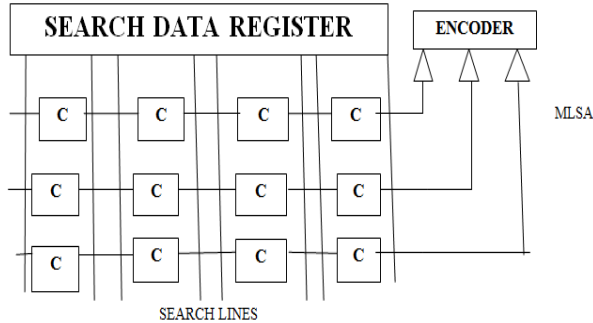 SEARCH DATA REGISTER
ENCODER
MLSA
C C C C
C C C C
C C C C
SEARCH LINES